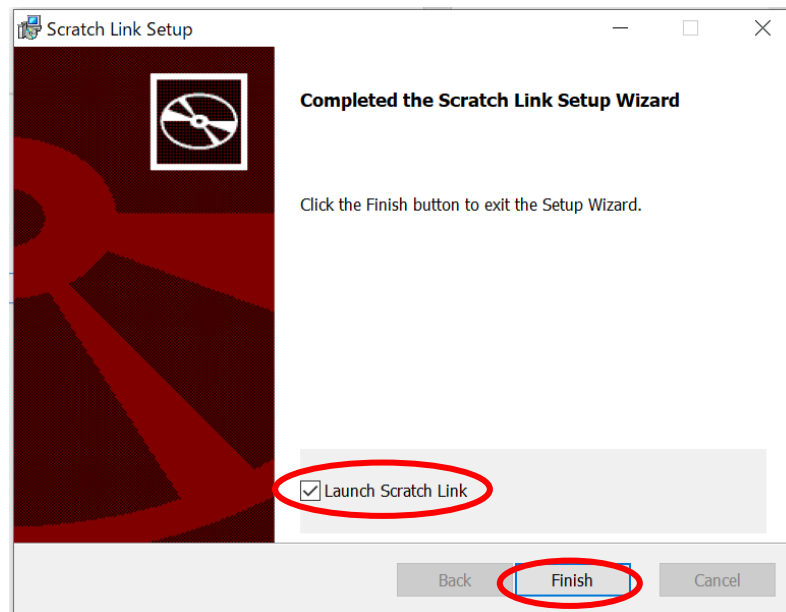 Scratch Link Setup
Completed the Scratch Link Setup Wizard
Click the Finish button to exit the Setup Wizard.
Launch Scratch Link
Back Finish Cancel